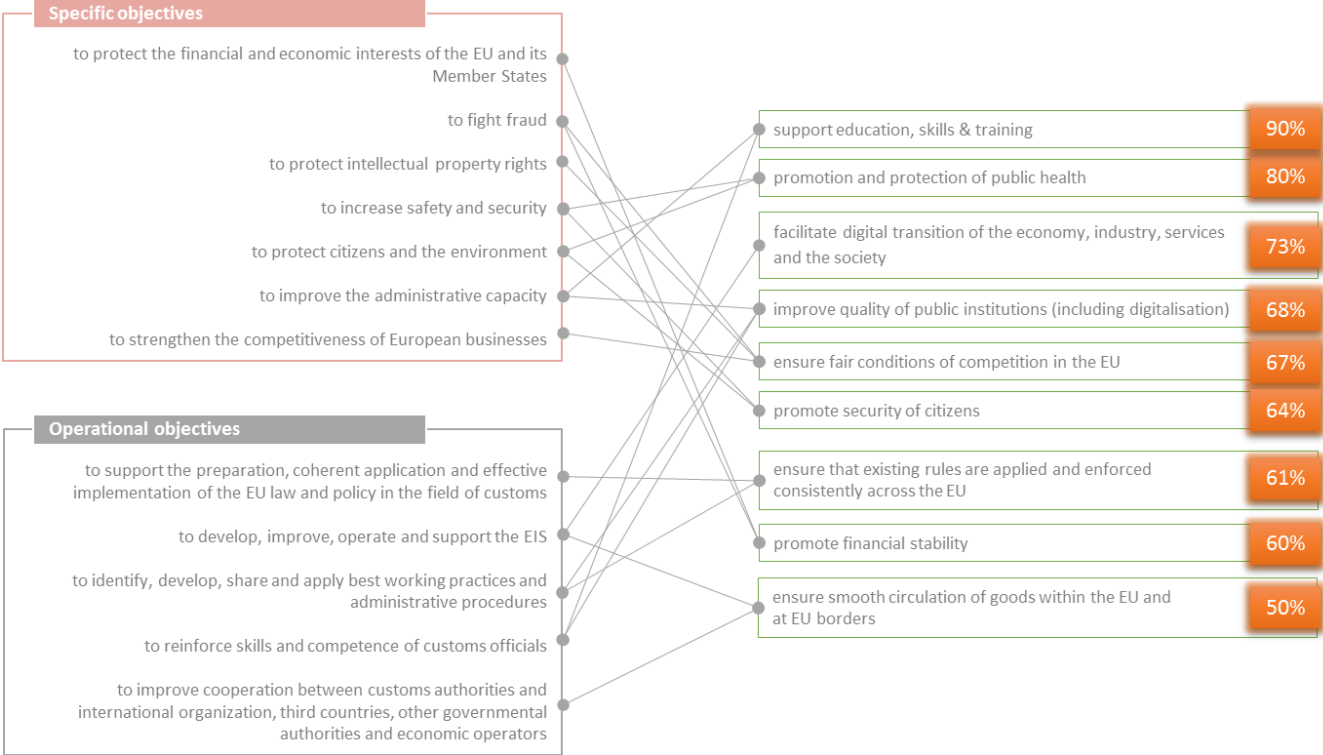 Specific objectives
to protect the financial and economic interests of the EU and its
Member States
to fight fraud
to protect intellectual property rights
to increase safety and security
to protect citizens and the environment
to improve the administrative capacity
to strengthen the competitiveness of European businesses
Operational objectives
to support the preparation, coherent application and effective
implementation of the EU law and policy in the field of customs
to develop, improve, operate and support the EIS
to identify, develop, share and apply best working practices and
administrative procedures
to reinforce skills and competence of customs officials
to improve cooperation between customs authorities and
international organization, third countries, other governmental
authorities and economic operators
support education, skills & training
90%
promotion and protection of public health
80%
facilitate digital transition of the economy, industry, services
and the society
73%
improve quality of public institutions (including digitalisation)
68%
ensure fair conditions of competition in the EU
67%
promote security of citizens
64%
ensure that existing rules are applied and enforced
consistently across the EU
61%
promote financial stability
60%
ensure smooth circulation of goods within the EU and
at EU borders
50%